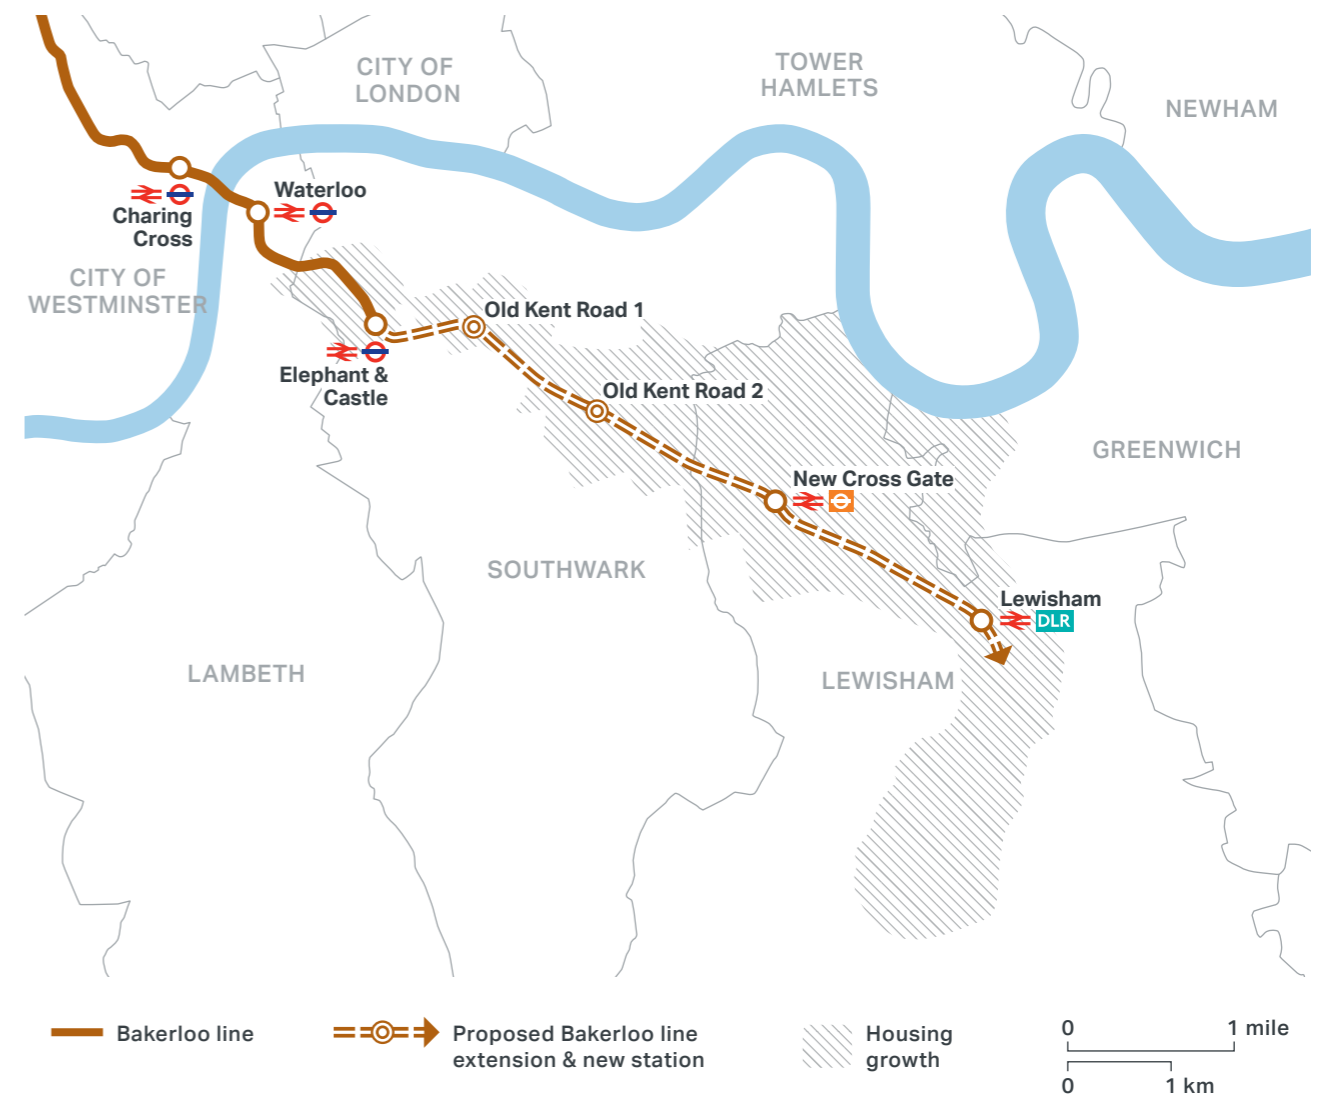 CITY OF
LONDON
TOWER
HAMLETS
NEWHAM
Waterloo
Charing
Cross
CITY OF
WESTMINSTER
Old Kent Road 1
Elephant &
Castle
Old Kent Road 2
GREENWICH
New Cross Gate
SOUTHWARK
Lewisham
DLR
LAMBETH
LEWISHAM
Bakerloo line
Proposed Bakerloo line
extension & new station
Housing
growth
0 1 mile
0 1 km